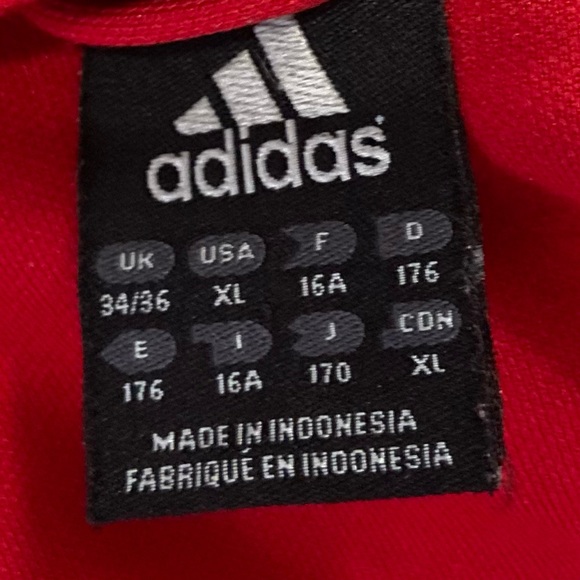 adidas
UK USA F D
34/36 XL 16A 176
E I J CDN
176 16A 170 XL
MADE IN INDONESIA
FABRIQUÉ EN INDONESIA